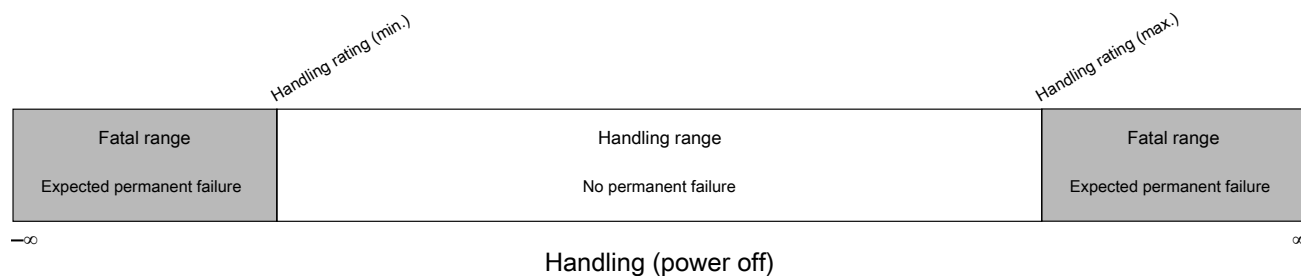 Handling rating (min.)
Handling rating (max.)
Fatal range
Handling range
Fatal range
Expected permanent failure
No permanent failure
Expected permanent failure
–∞
∞
Handling (power off)